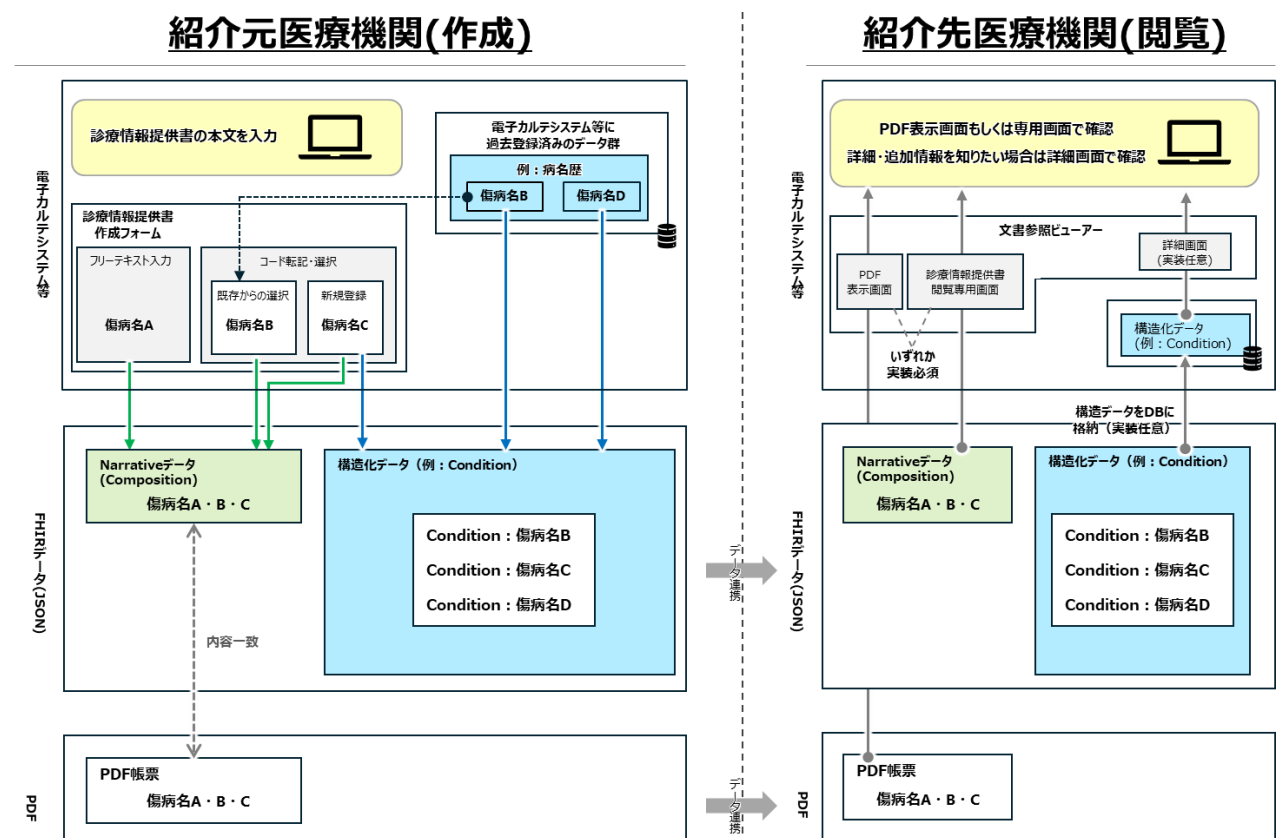 紹介元医療機関(作成)
紹介先医療機関(閲覧)
電子カルテシステム等
診療情報提供書の本文を入力
電子カルテシステム等に
過去登録済みのデータ群
例：病名歴
傷病名B
傷病名D
診療情報提供書
作成フォーム
フリーテキスト入力
傷病名A
コード転記・選択
既存からの選択
傷病名B
新規登録
傷病名C
FHIRデータ(JSON)
Narrativeデータ
(Composition)
傷病名A・B・C
構造化データ（例：Condition）
Condition：傷病名B
Condition：傷病名C
Condition：傷病名D
内容一致
PDF
PDF帳票
傷病名A・B・C
データ連携
データ連携
電子カルテシステム等
PDF表示画面もしくは専用画面で確認
詳細・追加情報を知りたい場合は詳細画面で確認
文書参照ビューアー
PDF
表示画面
診療情報提供書
閲覧専用画面
詳細画面
(実装任意)
いずれか
実装必須
構造化データ
(例：Condition)
構造データをDBに
格納（実装任意）
FHIRデータ(JSON)
Narrativeデータ
(Composition)
傷病名A・B・C
構造化データ（例：Condition）
Condition：傷病名B
Condition：傷病名C
Condition：傷病名D
PDF
PDF帳票
傷病名A・B・C